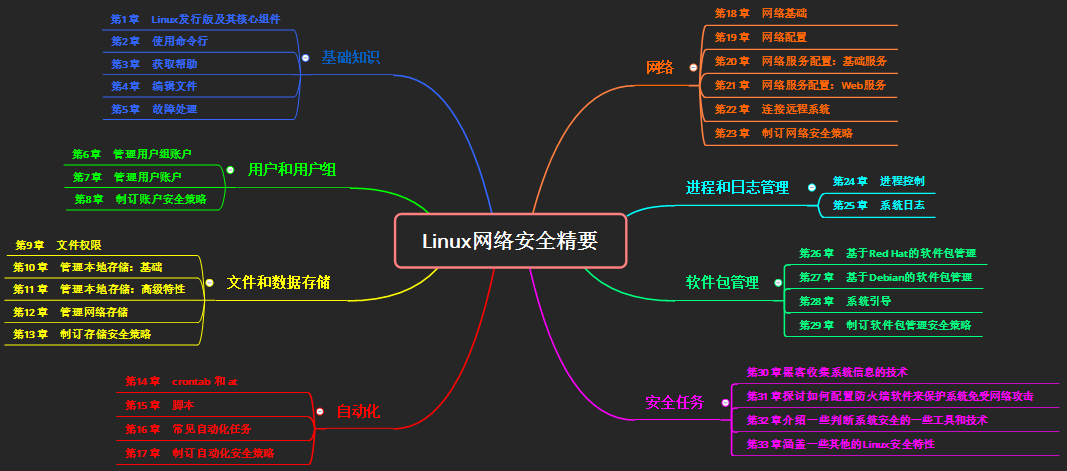 Linux网络安全精要
基础知识
第1章 Linux发行版及其核心组件
第2章 使用命令行
第3章 获取帮助
第4章 编辑文件
第5章 故障处理
用户和用户组
第6章 管理用户组账户
第7章 管理用户账户
第8章 制订账户安全策略
文件和数据存储
第9章 文件权限
第10章 管理本地存储:基础
第11章 管理本地存储:高级特性
第12章 管理网络存储
第13章 制订存储安全策略
自动化
第14章 crontab 和 at
第15章 脚本
第16章 常见自动化任务
第17章 制订自动化安全策略
网络
第18章 网络基础
第19章 网络配置
第20章 网络服务配置:基础服务
第21章 网络服务配置:Web服务
第22章 连接远程系统
第23章 制订网络安全策略
进程和日志管理
第24章 进程控制
第25章 系统日志
软件包管理
第26章 基于Red Hat的软件包管理
第27章 基于Debian的软件包管理
第28章 系统引导
第29章 制订软件包管理安全策略
安全任务
第30章黑客收集系统信息的技术
第31章探讨如何配置防火墙软件来保护系统免受网络攻击
第32章介绍一些判断系统安全的一些工具和技术
第33章涵盖一些其他的Linux安全特性